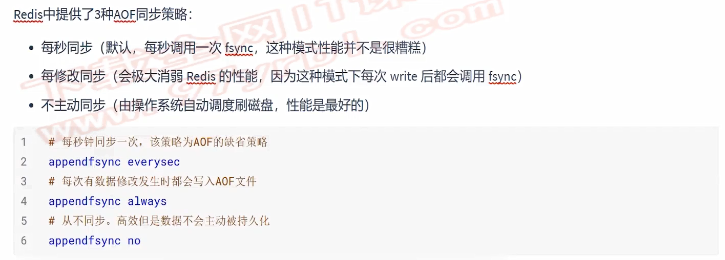 Redis中提供了3种AOF同步策略：
• 每秒同步（默认，每秒调用一次 fsync，这种模式性能并不是很糟糕）
• 每修改同步（会极大消弱 Redis 的性能，因为这种模式下每次 write 后都会调用 fsync）
• 不主动同步（由操作系统自动调度刷磁盘，性能是最好的）
1 # 每秒钟同步一次，该策略为AOF的缺省策略
2 appendfsync everysec
3 # 每次有数据修改发生时都会写入AOF文件
4 appendfsync always
5 # 从不同步。高效但是数据不会主动被持久化
6 appendfsync no